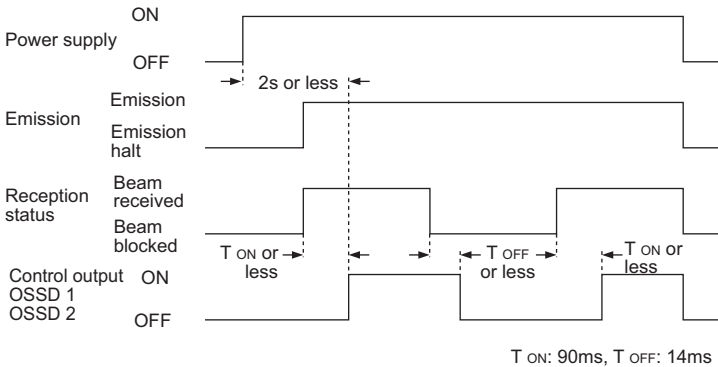 ON
Power supply
OFF
2s or less
Emission
Emission
Emission
halt
Reception
status
Beam
received
Beam
blocked
T ON or
less
T OFF
or less
T ON or
less
Control output
OSSD 1
OSSD 2
ON
OFF
T ON: 90ms, T OFF: 14ms